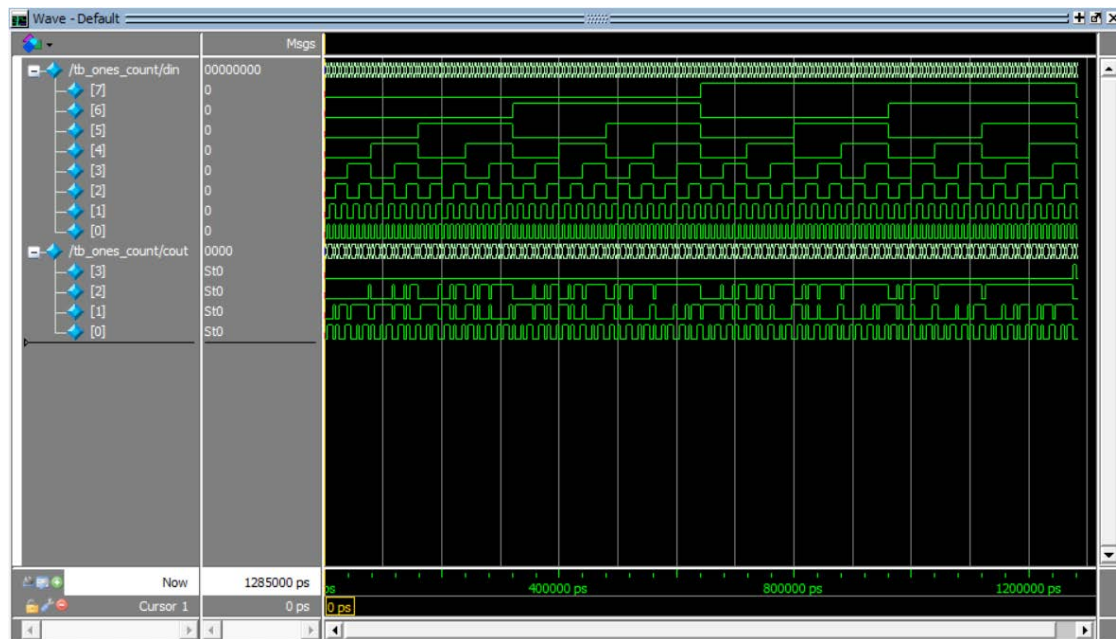 Wave - Default
Msgs
/tb_ones_count/din 00000000
[7] 0
[6] 0
[5] 0
[4] 0
[3] 0
[2] 0
[1] 0
[0] 0
/tb_ones_count/cout 0000
[3] St0
[2] St0
[1] St0
[0] St0
Now 1285000 ps
ps 400000 ps 800000 ps 1200000 ps
Cursor 1 0 ps 0 ps